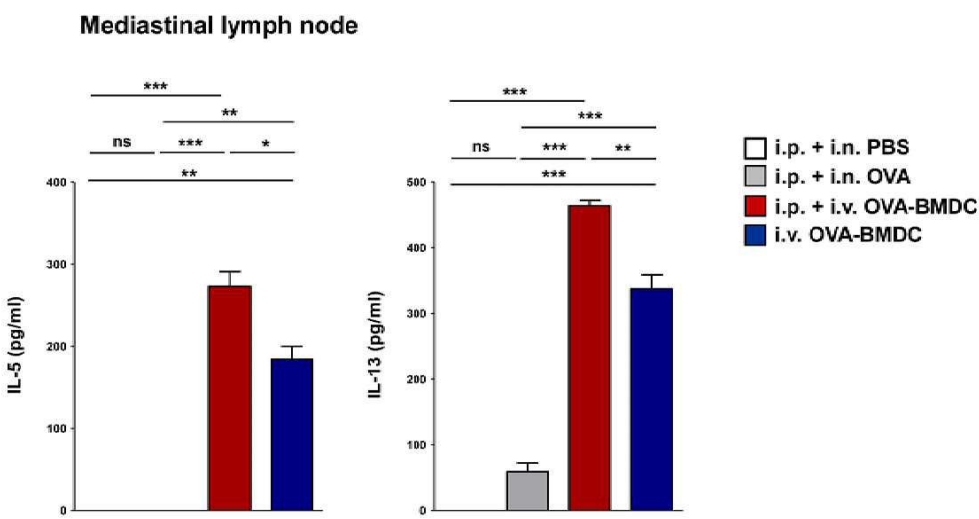 Mediastinal lymph node
***
**
ns
***
*
**
400
300
200
100
0
IL-5 (pg/ml)
***
***
ns
***
**
***
500
400
300
200
100
0
IL-13 (pg/ml)
i.p. + i.n. PBS
i.p. + i.n. OVA
i.p. + i.v. OVA-BMDC
i.v. OVA-BMDC